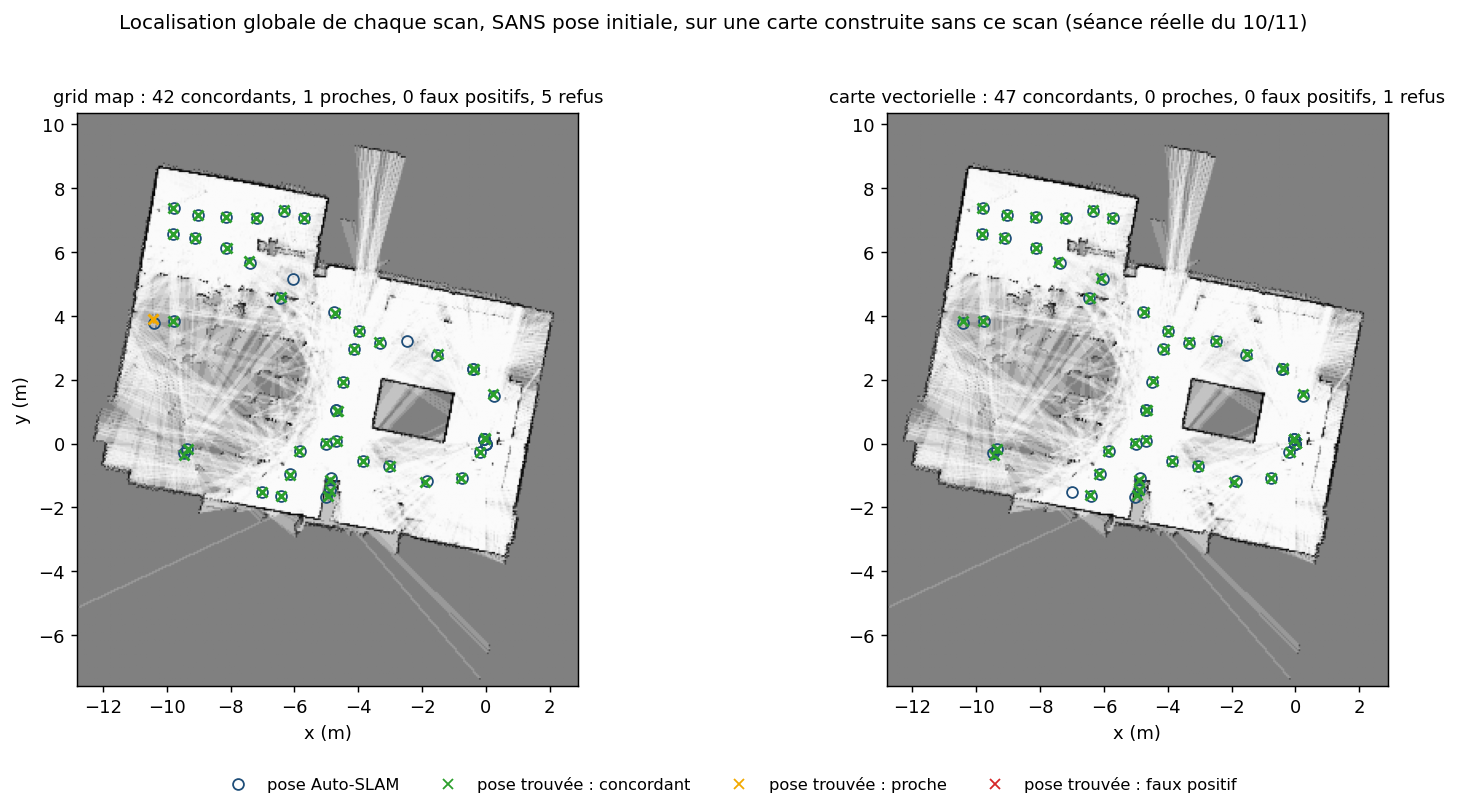 Localisation globale de chaque scan, SANS pose initiale, sur une carte construite sans ce scan (séance réelle du 10/11)
grid map : 42 concordants, 1 proches, 0 faux positifs, 5 refus
10
8
6
4
2
0
−2
−4
−6
y (m)
−12 −10 −8 −6 −4 −2 0 2
x (m)
carte vectorielle : 47 concordants, 0 proches, 0 faux positifs, 1 refus
10
8
6
4
2
0
−2
−4
−6
−12 −10 −8 −6 −4 −2 0 2
x (m)
pose Auto-SLAM pose trouvée : concordant pose trouvée : proche pose trouvée : faux positif